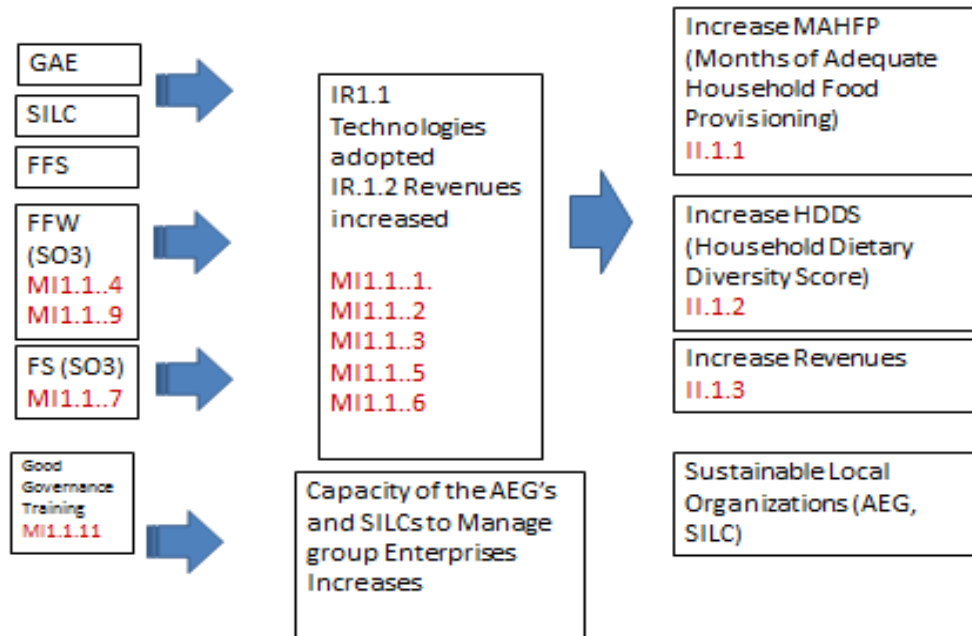 GAE
SILC
FFS
FFW
(SO3)
MI1.1..4
MI1.1..9
FS (SO3)
MI1.1..7
Good
Governance
Training
MI1.1.11
IR1.1
Technologies
adopted
IR.1.2 Revenues
increased
MI1.1..1.
MI1.1..2
MI1.1..3
MI1.1..5
MI1.1..6
Capacity of the AEG's
and SILCs to Manage
group Enterprises
Increases
Increase MAHFP
(Months of Adequate
Household Food
Provisioning)
II.1.1
Increase HDDS
(Household Dietary
Diversity Score)
II.1.2
Increase Revenues
II.1.3
Sustainable Local
Organizations (AEG,
SILC)